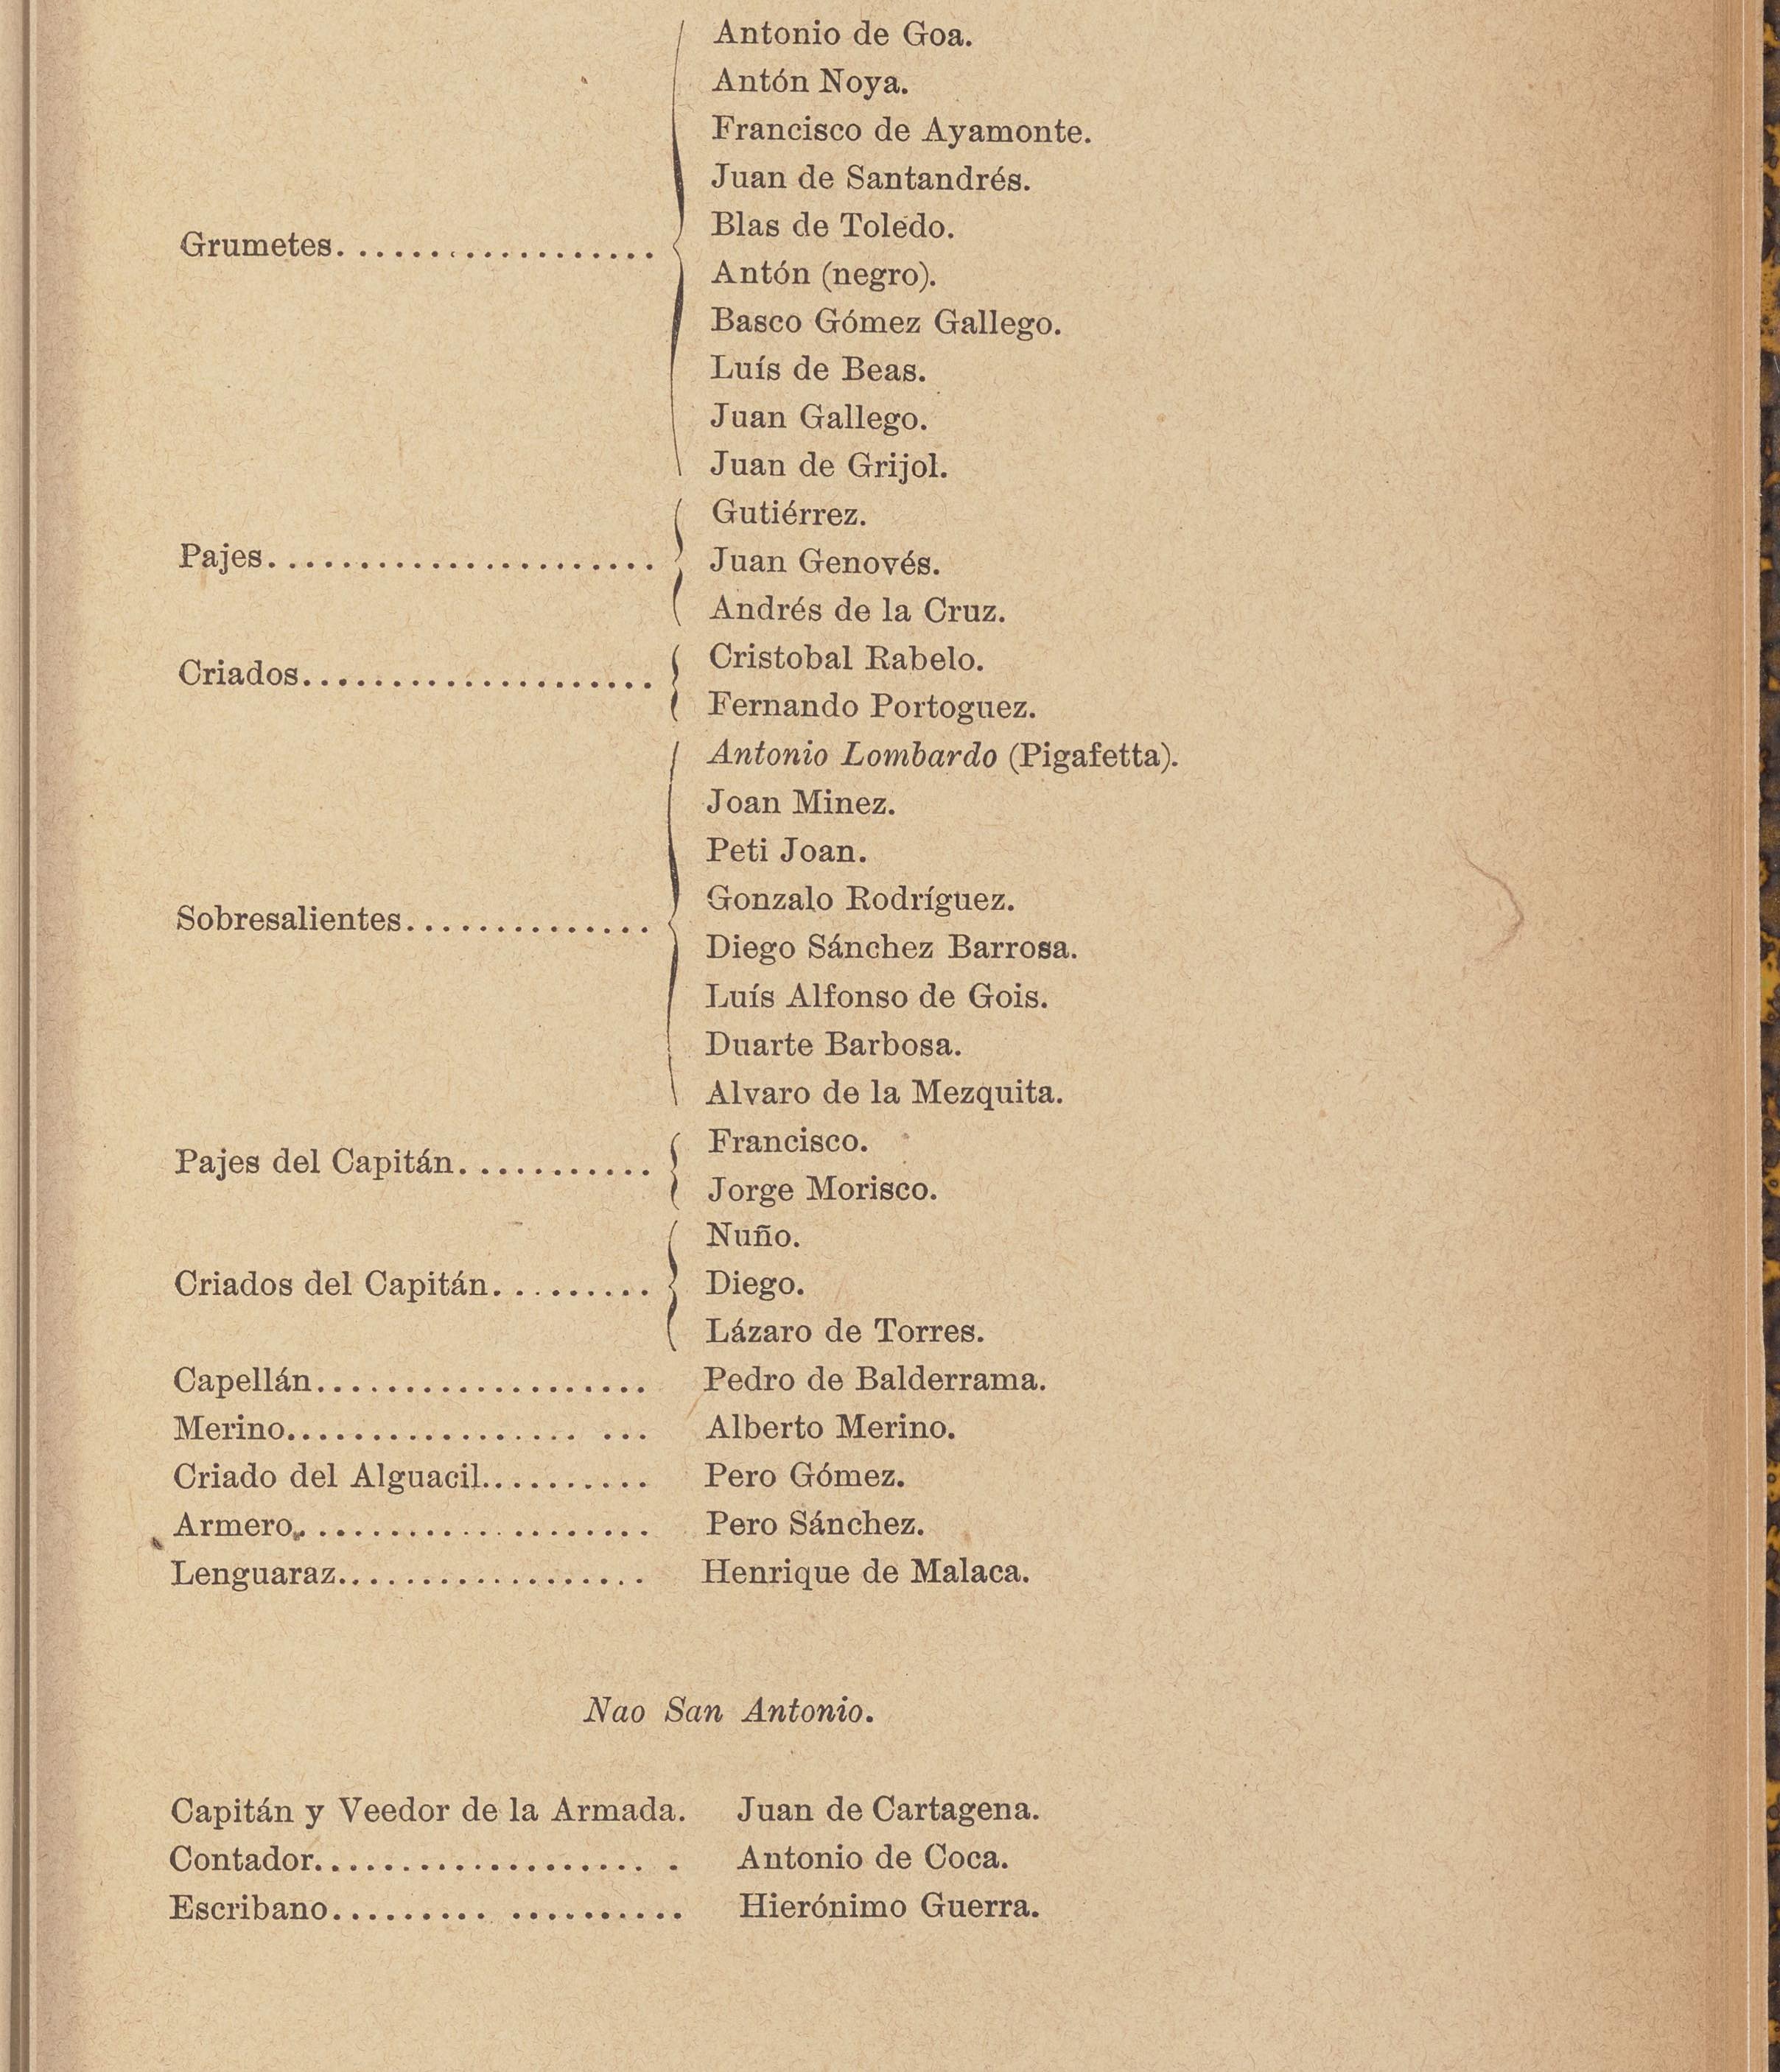 Antonio de Goa.
Antón Noya.
Francisco de Ayamonte.
Juan de Santandrés.
Blas de Toledo.
Grumetes...................
Antón (negro).
Basco Gómez Gallego.
Luís de Beas.
Juan Gallego.
Juan de Grijol.
Gutiérrez.
Pajes...................... Juan Genovés.
Andrés de la Cruz.
Criados.................... Cristobal Rabelo.
Fernando Portoguez.
Antonio Lombardo (Pigafetta).
Joan Minez.
Peti Joan.
Gonzalo Rodríguez.
Sobresalientes..............
Diego Sánchez Barrosa.
Luís Alfonso de Gois.
Duarte Barbosa.
Alvaro de la Mezquita.
Francisco.
Pajes del Capitán...........
Jorge Morisco.
Nuño.
Criados del Capitán......... Diego.
Lázaro de Torres.
Capellán................... Pedro de Balderrama.
Merino................. ... Alberto Merino.
Criado del Alguacil.......... Pero Gómez.
Armero.................... Pero Sánchez.
Lenguaraz................. Henrique de Malaca.
Nao San Antonio.
Capitán y Veedor de la Armada. Juan de Cartagena.
Contador................... . Antonio de Coca.
Escribano......... .......... Hierónimo Guerra.